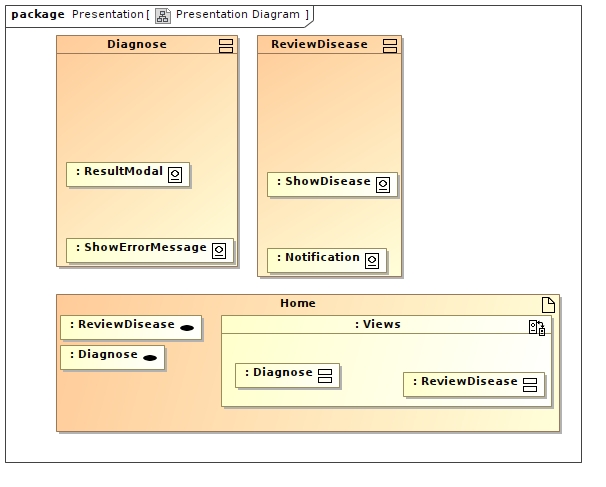 package Presentation [ Presentation Diagram ]
Diagnose
ReviewDisease
: ResultModal
: ShowDisease
: ShowErrorMessage
: Notification
Home
: ReviewDisease
: Views
: Diagnose
: Diagnose
: ReviewDisease